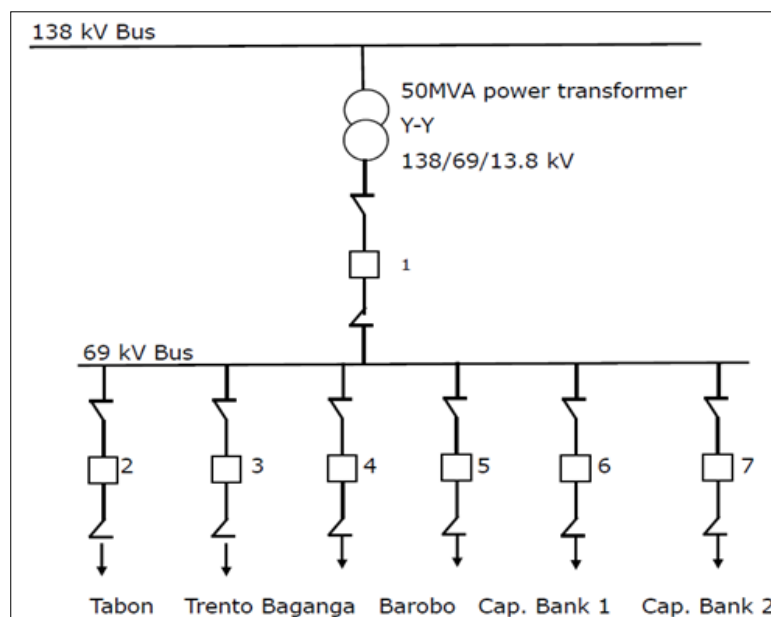 138 kV Bus
50MVA power transformer
Y-Y
138/69/13.8 kV
1
69 kV Bus
2 3 4 5 6 7
Tabon Trento Baganga Barobo Cap. Bank 1 Cap. Bank 2